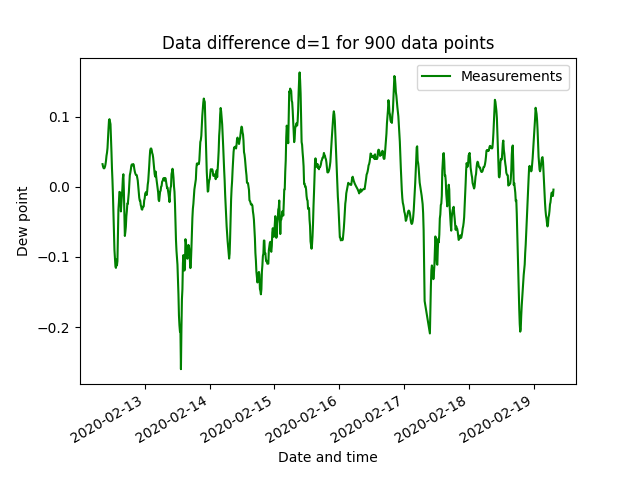 Data difference d=1 for 900 data points
Measurements
0.1
0.0
−0.1
−0.2
Dew point
2020-02-13
2020-02-14
2020-02-15
2020-02-16
2020-02-17
2020-02-18
2020-02-19
Date and time